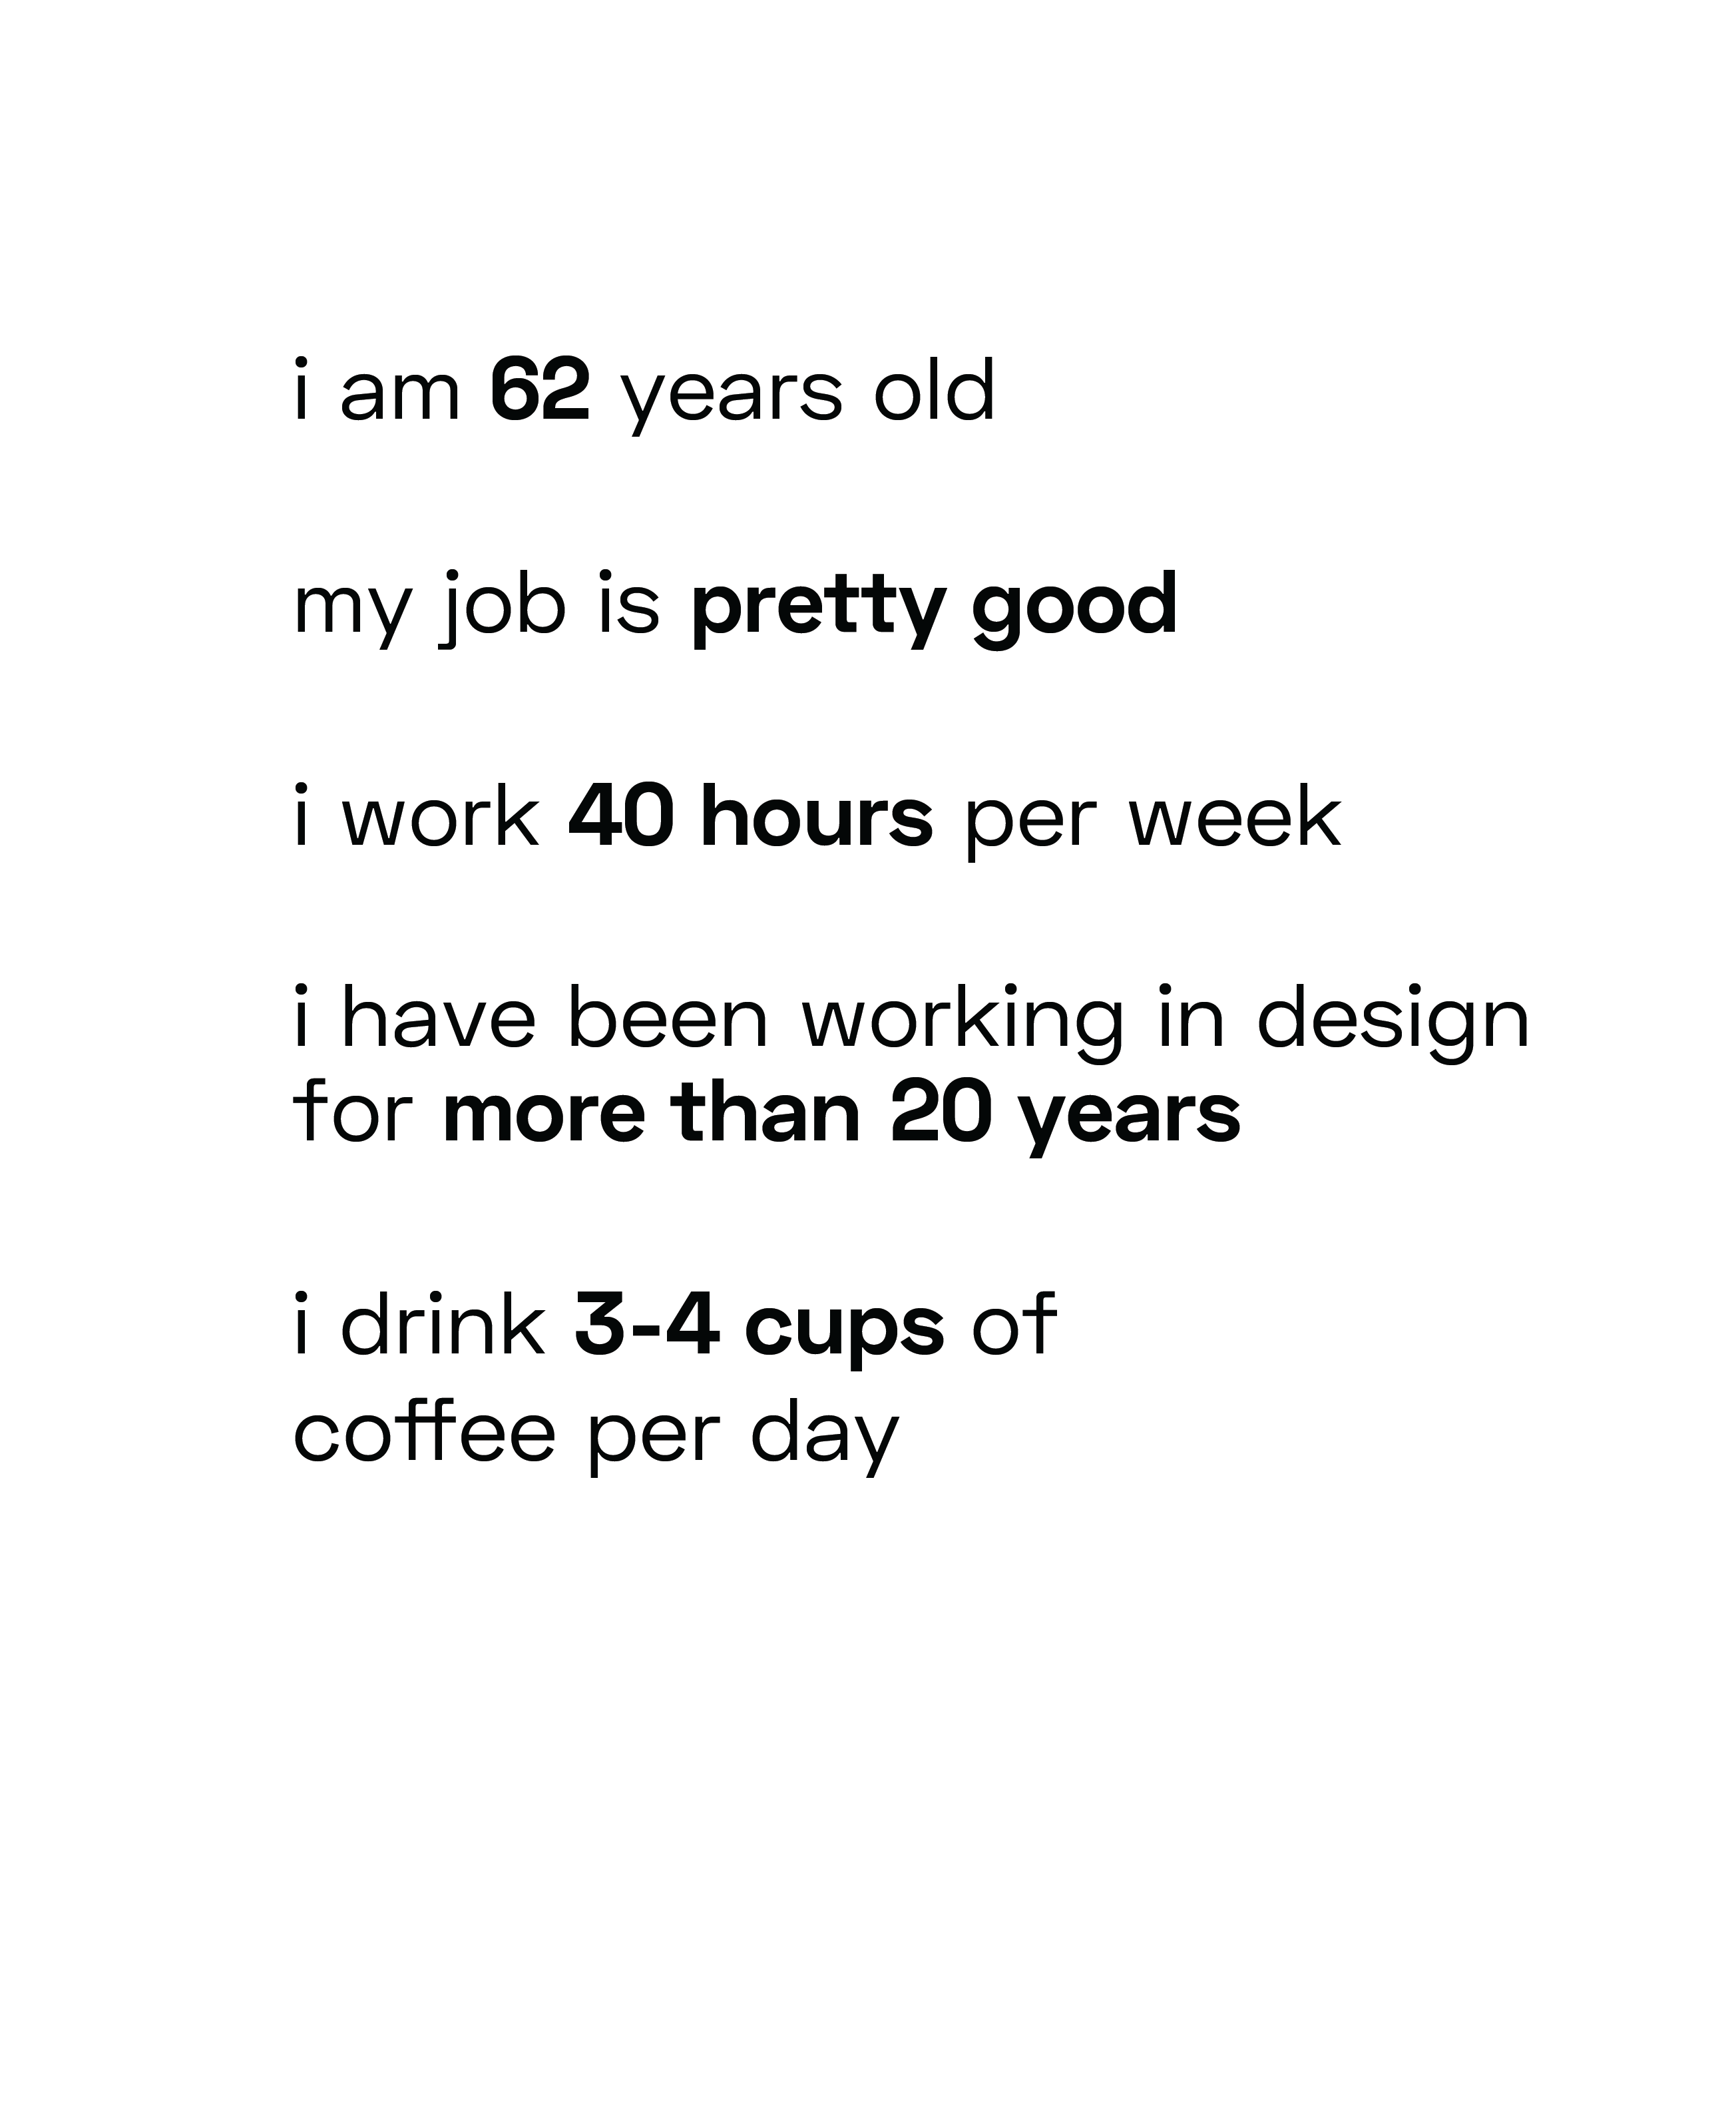 i am 62 years old
my job is pretty good
i work 40 hours per week
i have been working in design
for more than 20 years
i drink 3-4 cups of
coffee per day